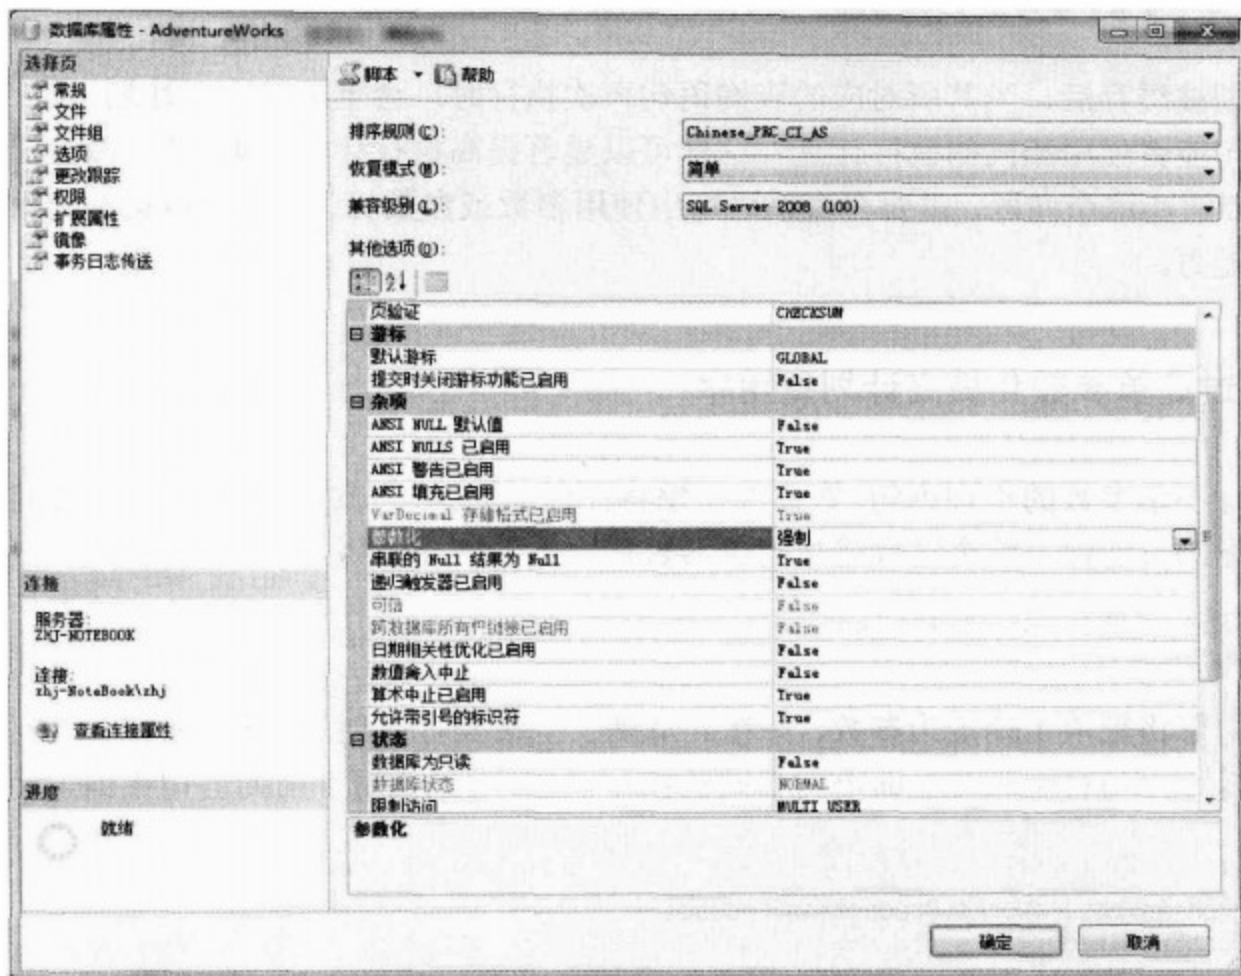 数据库属性 - AdventureWorks
选择页
常规
文件
文件组
选项
更改跟踪
权限
扩展属性
镜像
事务日志传送
连接
服务器:
ZHJ-NOTEBOOK
连接:
zhj-NoteBook\zhj
查看连接属性
进度
就绪
脚本 帮助
排序规则(C): Chinese_PRC_CI_AS
恢复模式(M): 简单
兼容级别(L): SQL Server 2008 (100)
其他选项(O):
页验证 CHECKSUM
游标
默认游标 GLOBAL
提交时关闭游标功能已启用 False
杂项
ANSI NULL 默认值 False
ANSI NULLS 已启用 True
ANSI 警告已启用 True
ANSI 填充已启用 True
VarDecimal 存储格式已启用 True
参数化 强制
串联的 Null 结果为 Null True
递归触发器已启用 False
可信 False
跨数据库所有权链接已启用 False
日期相关性优化已启用 False
数值舍入中止 False
算术中止已启用 True
允许带引号的标识符 True
状态
数据库为只读 False
数据库状态 NORMAL
限制访问 MULTI_USER
参数化
确定 取消